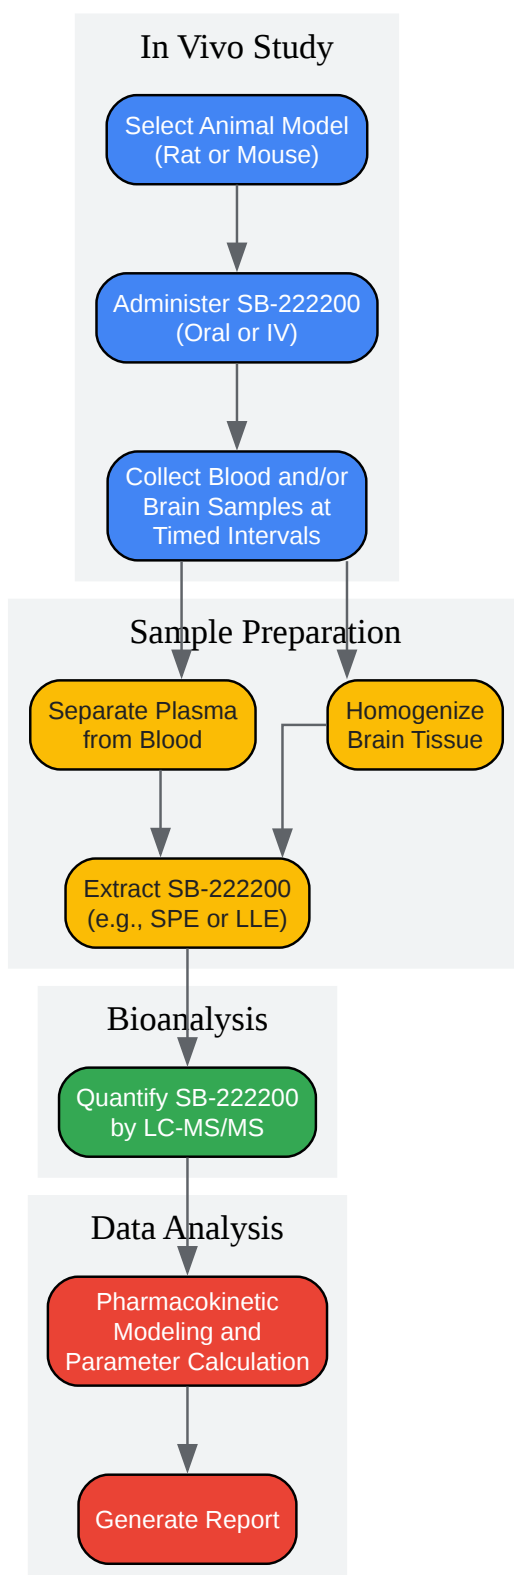 In Vivo Study
Select Animal Model
(Rat or Mouse)
Administer SB-222200
(Oral or IV)
Collect Blood and/or
Brain Samples at
Timed Intervals
Sample Preparation
Separate Plasma
from Blood
Homogenize
Brain Tissue
Extract SB-222200
(e.g., SPE or LLE)
Bioanalysis
Quantify SB-222200
by LC-MS/MS
Data Analysis
Pharmacokinetic
Modeling and
Parameter Calculation
Generate Report